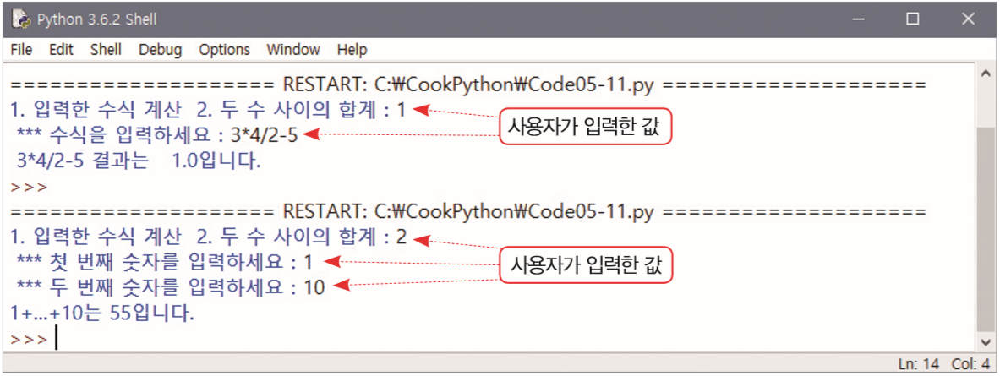 Python 3.6.2 Shell
File Edit Shell Debug Options Window Help
==================== RESTART: C:₩CookPython₩Code05-11.py ====================
1. 입력한 수식 계산 2. 두 수 사이의 합계 : 1
*** 수식을 입력하세요 : 3*4/2-5
사용자가 입력한 값
3*4/2-5 결과는 1.0입니다.
>>>
==================== RESTART: C:₩CookPython₩Code05-11.py ====================
1. 입력한 수식 계산 2. 두 수 사이의 합계 : 2
*** 첫 번째 숫자를 입력하세요 : 1
사용자가 입력한 값
*** 두 번째 숫자를 입력하세요 : 10
1+...+10는 55입니다.
>>>
Ln: 14 Col: 4